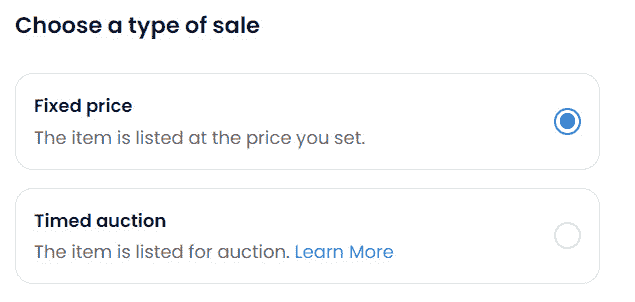 Choose a type of sale
Fixed price
The item is listed at the price you set.
Timed auction
The item is listed for auction. Learn More